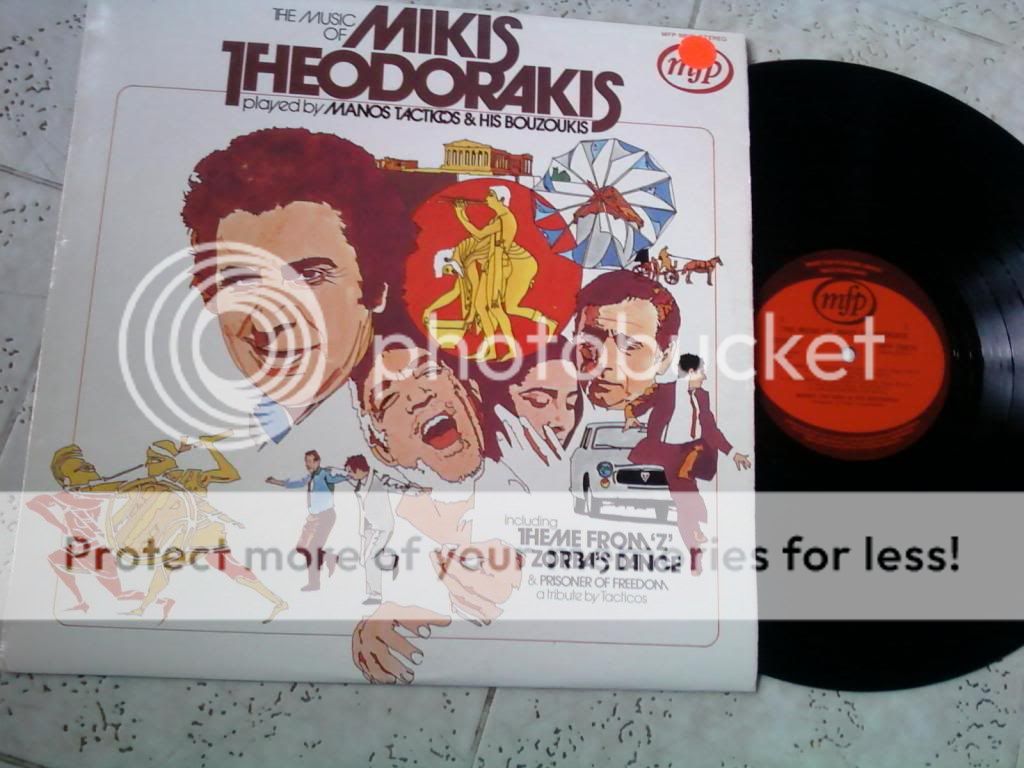 THE MUSIC
OF MIKIS
THEODORAKIS
played by MANOS TACTICOS & HIS BOUZOUKIS
mfp
mfp
photobucket
including
THEME FROM 'Z'
ZORBA'S DANCE
& PRISONER OF FREEDOM
a tribute by Tacticos
Protect more of your memories for less!